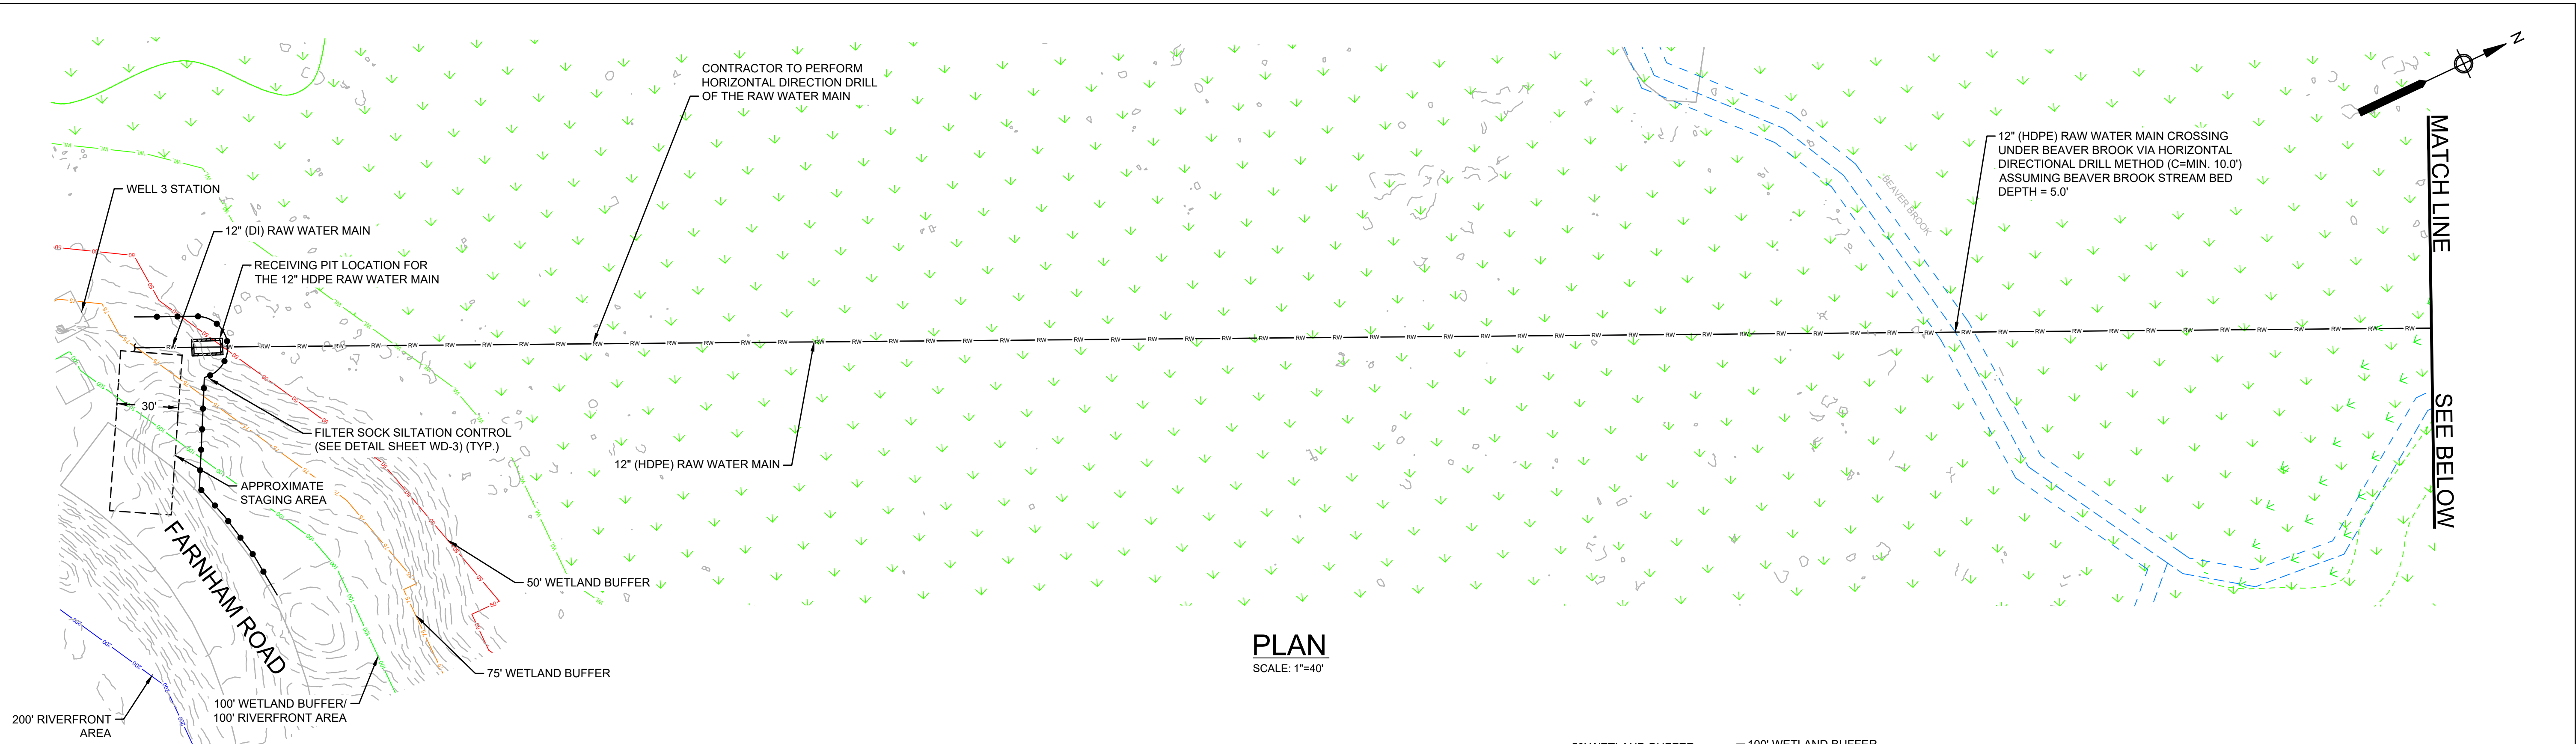 CONTRACTOR TO PERFORM
HORIZONTAL DIRECTION DRILL
OF THE RAW WATER MAIN
N
12" (HDPE) RAW WATER MAIN CROSSING
UNDER BEAVER BROOK VIA HORIZONTAL
DIRECTIONAL DRILL METHOD (C=MIN. 10.0')
ASSUMING BEAVER BROOK STREAM BED
DEPTH = 5.0'
MATCH LINE
SEE BELOW
BEAVER BROOK
WELL 3 STATION
12" (DI) RAW WATER MAIN
RECEIVING PIT LOCATION FOR
THE 12" HDPE RAW WATER MAIN
30'
FILTER SOCK SILTATION CONTROL
(SEE DETAIL SHEET WD-3) (TYP.)
12" (HDPE) RAW WATER MAIN
APPROXIMATE
STAGING AREA
FARNHAM ROAD
50' WETLAND BUFFER
75' WETLAND BUFFER
100' WETLAND BUFFER/
100' RIVERFRONT AREA
200' RIVERFRONT
AREA
PLAN
SCALE: 1"=40'
100' WETLAND BUFFER